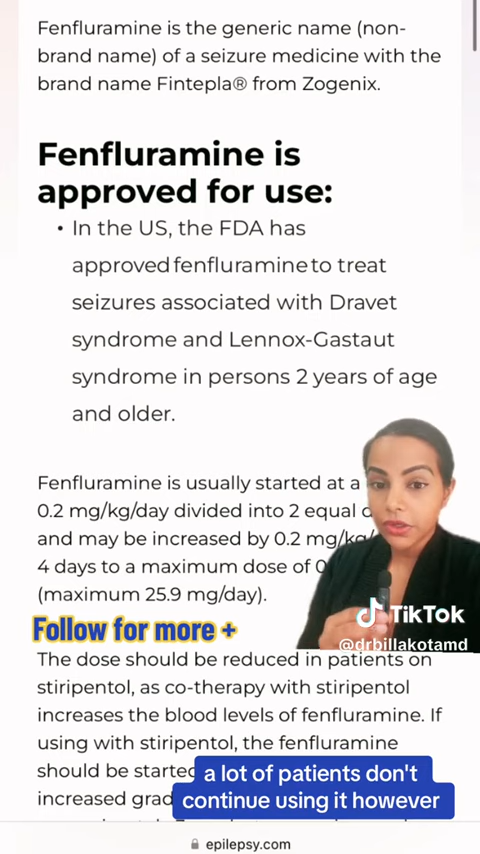 Fenfluramine is the generic name (non-
brand name) of a seizure medicine with the
brand name Fintepla® from Zogenix.
Fenfluramine is
approved for use:
• In the US, the FDA has
approved fenfluramine to treat
seizures associated with Dravet
syndrome and Lennox-Gastaut
syndrome in persons 2 years of age
and older.
Fenfluramine is usually started at a
0.2 mg/kg/day divided into 2 equal
and may be increased by 0.2 mg/kg/
4 days to a maximum dose of 0
(maximum 25.9 mg/day).
TikTok
@drbillakotamd
Follow for more +
The dose should be reduced in patients on
stiripentol, as co-therapy with stiripentol
increases the blood levels of fenfluramine. If
using with stiripentol, the fenfluramine
should be started
increased
a lot of patients don't
continue using it however
epilepsy.com